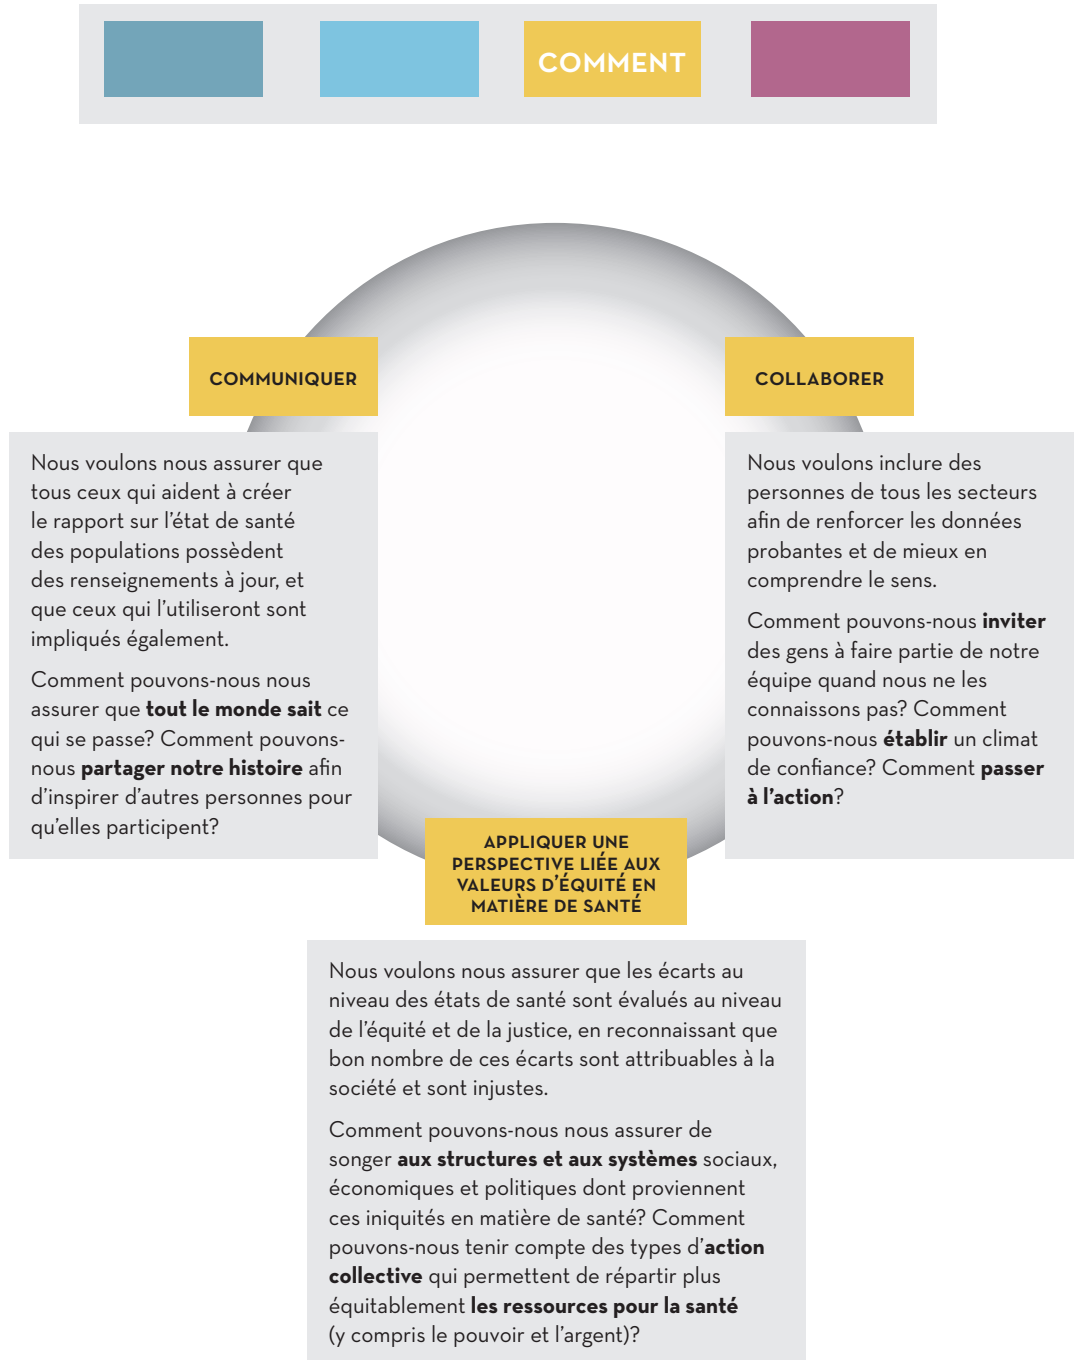 COMMENT
COMMUNIQUER
Nous voulons nous assurer que
tous ceux qui aident à créer
le rapport sur l’état de santé
des populations possèdent
des renseignements à jour, et
que ceux qui l’utiliseront sont
impliqués également.
Comment pouvons-nous nous
assurer que tout le monde sait ce
qui se passe? Comment pouvons-
nous partager notre histoire afin
d’inspirer d’autres personnes pour
qu’elles participent?
COLLABORER
Nous voulons inclure des
personnes de tous les secteurs
afin de renforcer les données
probantes et de mieux en
comprendre le sens.
Comment pouvons-nous inviter
des gens à faire partie de notre
équipe quand nous ne les
connaissons pas? Comment
pouvons-nous établir un climat
de confiance? Comment passer
à l’action?
APPLIQUER UNE
PERSPECTIVE LIÉE AUX
VALEURS D’ÉQUITÉ EN
MATIÈRE DE SANTÉ
Nous voulons nous assurer que les écarts au
niveau des états de santé sont évalués au niveau
de l’équité et de la justice, en reconnaissant que
bon nombre de ces écarts sont attribuables à la
société et sont injustes.
Comment pouvons-nous nous assurer de
songer aux structures et aux systèmes sociaux,
économiques et politiques dont proviennent
ces iniquités en matière de santé? Comment
pouvons-nous tenir compte des types d’action
collective qui permettent de répartir plus
équitablement les ressources pour la santé
(y compris le pouvoir et l’argent)?